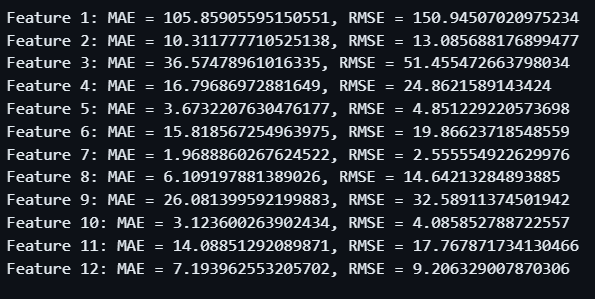 Feature 1: MAE = 105.85905595150551, RMSE = 150.94507020975234
Feature 2: MAE = 10.311777710525138, RMSE = 13.085688176899477
Feature 3: MAE = 36.57478961016335, RMSE = 51.455472663798034
Feature 4: MAE = 16.79686972881649, RMSE = 24.8621589143424
Feature 5: MAE = 3.6732207630476177, RMSE = 4.851229220573698
Feature 6: MAE = 15.818567254963975, RMSE = 19.86623718548559
Feature 7: MAE = 1.9688860267624522, RMSE = 2.555554922629976
Feature 8: MAE = 6.109197881389026, RMSE = 14.64213284893885
Feature 9: MAE = 26.081399592199883, RMSE = 32.58911374501942
Feature 10: MAE = 3.123600263902434, RMSE = 4.085852788722557
Feature 11: MAE = 14.08851292089871, RMSE = 17.767871734130466
Feature 12: MAE = 7.193962553205702, RMSE = 9.206329007870306